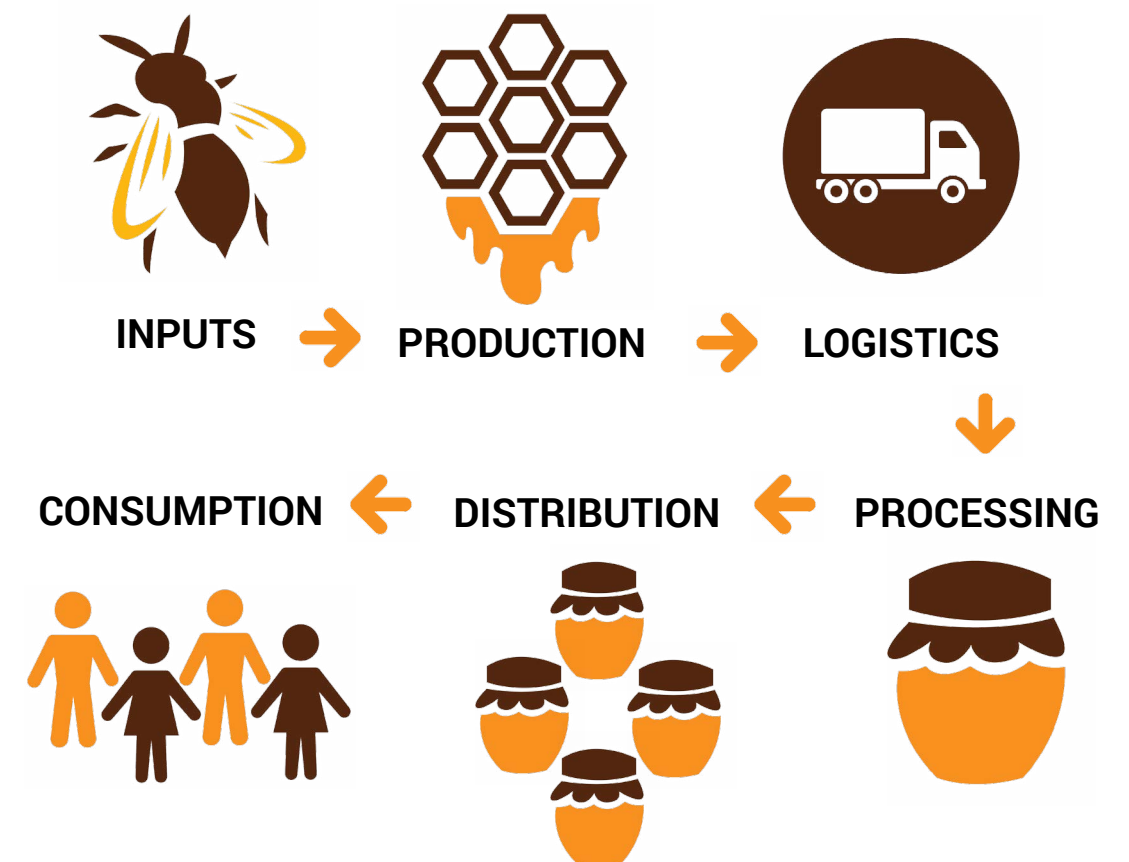 INPUTS
PRODUCTION
LOGISTICS
PROCESSING
DISTRIBUTION
CONSUMPTION